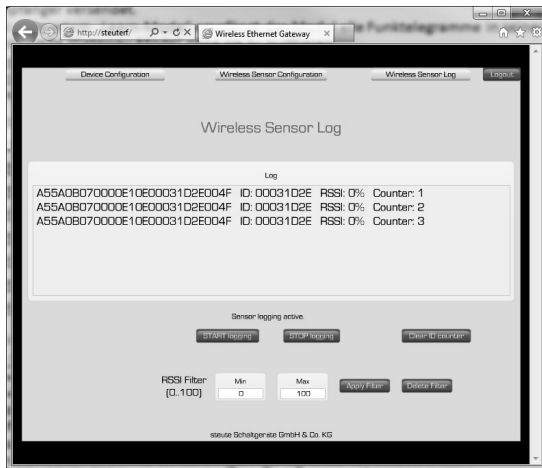 versendet.
Funktelegramme
http://steuterf/
Wireless Ethernet Gateway
Device Configuration Wireless Sensor Configuration Wireless Sensor Log Logout
Wireless Sensor Log
Log
A55A0B070000E10E00031D2E004F ID: 00031D2E RSSI: 0% Counter: 1
A55A0B070000E10E00031D2E004F ID: 00031D2E RSSI: 0% Counter: 2
A55A0B070000E10E00031D2E004F ID: 00031D2E RSSI: 0% Counter: 3
Sensor logging active.
START logging STOP logging Clear ID counter
RSSI Filter Min Max
(0..100) 0 100 Apply Filter Delete Filter
steute Schaltgeräte GmbH & Co. KG